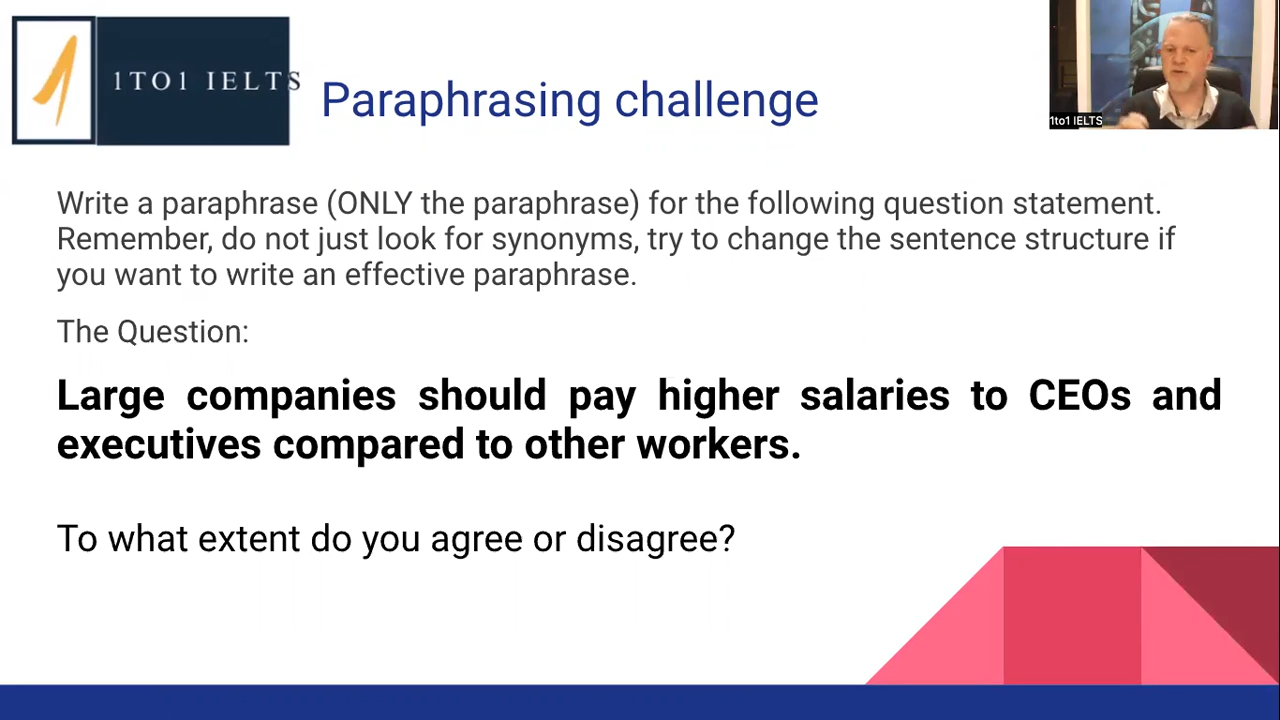 1TO1 IELTS
Paraphrasing challenge
1to1 IELTS
Write a paraphrase (ONLY the paraphrase) for the following question statement.
Remember, do not just look for synonyms, try to change the sentence structure if
you want to write an effective paraphrase.
The Question:
Large companies should pay higher salaries to CEOs and
executives compared to other workers.
To what extent do you agree or disagree?